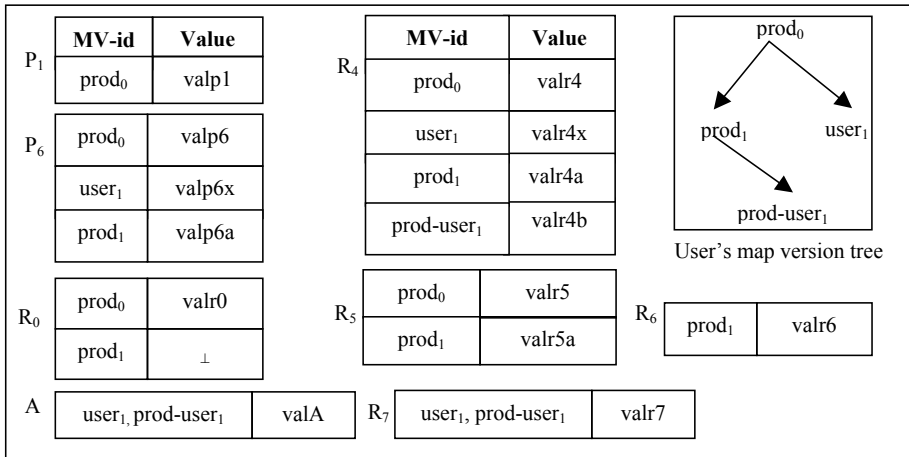 P₁
MV-id Value
prod₀ valp1
P₆
prod₀ valp6
user₁ valp6x
prod₁ valp6a
R₄
MV-id Value
prod₀ valr4
user₁ valr4x
prod₁ valr4a
prod-user₁ valr4b
prod₀
prod₁ user₁
prod-user₁
User’s map version tree
R₀
prod₀ valr0
prod₁ ⊥
R₅
prod₀ valr5
prod₁ valr5a
R₆
prod₁ valr6
A
user₁, prod-user₁ valA
R₇
user₁, prod-user₁ valr7